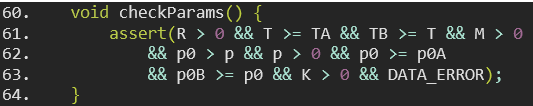 60. void checkParams() {
61. assert(R > 0 && T >= TA && TB >= T && M > 0
62. && p0 > p && p > 0 && p0 >= p0A
63. && p0B >= p0 && K > 0 && DATA_ERROR);
64. }